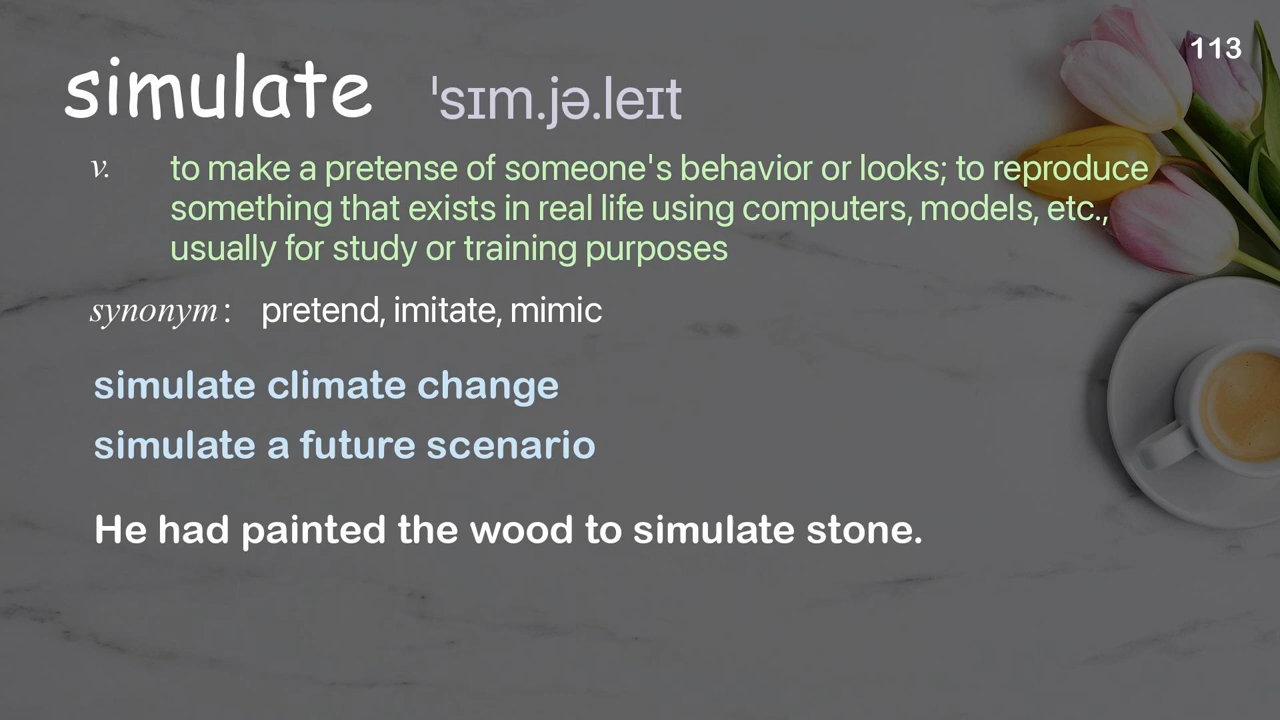 113
simulate ˈsɪm.jə.leɪt
v. to make a pretense of someone's behavior or looks; to reproduce
something that exists in real life using computers, models, etc.,
usually for study or training purposes
synonym: pretend, imitate, mimic
simulate climate change
simulate a future scenario
He had painted the wood to simulate stone.